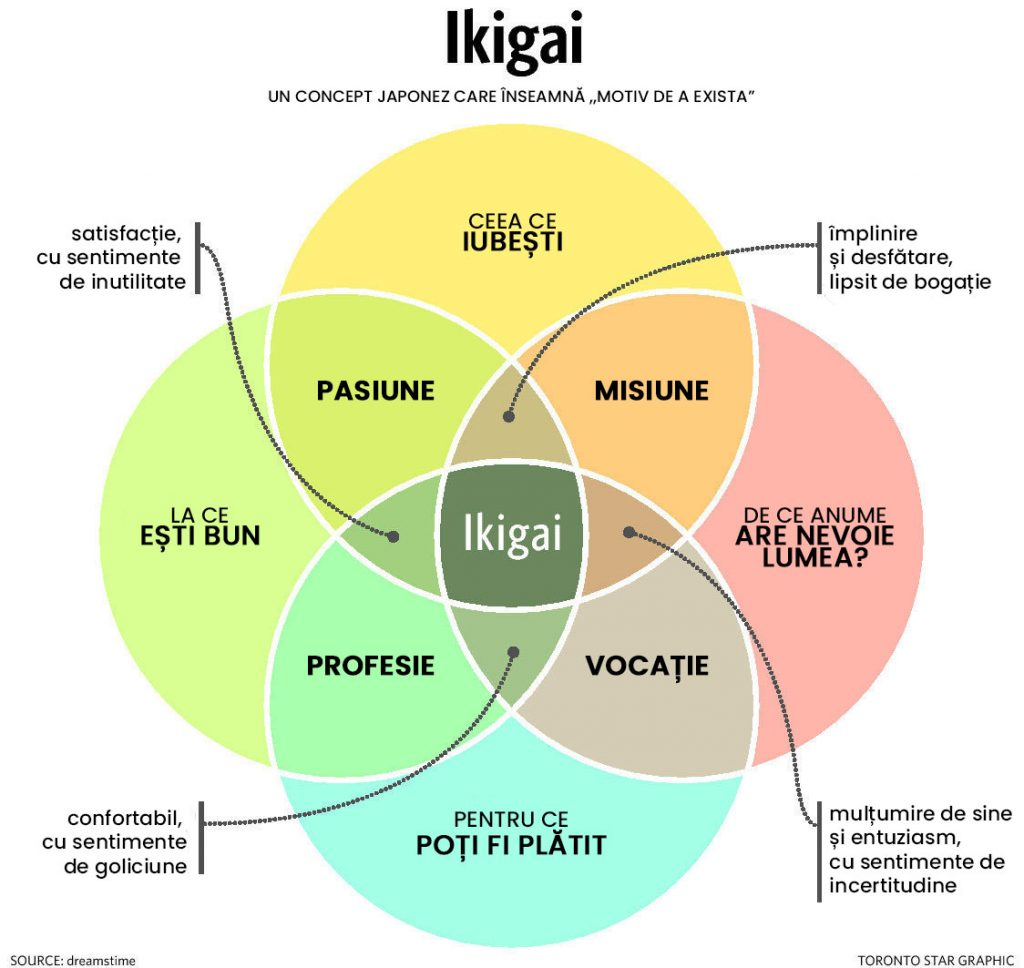 Ikigai
UN CONCEPT JAPONEZ CARE ÎNSEAMNĂ ,,MOTIV DE A EXISTA”
CEEA CE
IUBEȘTI
satisfacție,
cu sentimente
de inutilitate
împlinire
și desfătare,
lipsit de bogație
PASIUNE
MISIUNE
LA CE
EȘTI BUN
Ikigai
DE CE ANUME
ARE NEVOIE
LUMEA?
PROFESIE
VOCAȚIE
confortabil,
cu sentimente
de goliciune
PENTRU CE
POȚI FI PLĂTIT
mulțumire de sine
și entuziasm,
cu sentimente de
incertitudine
SOURCE: dreamstime
TORONTO STAR GRAPHIC